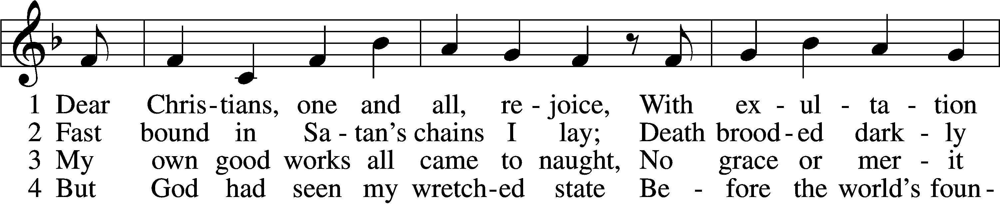 1 Dear Chris - tians, one and all, re - joice, With ex - ul - ta - tion
2 Fast bound in Sa - tan's chains I lay; Death brood - ed dark - ly
3 My own good works all came to naught, No grace or mer - it
4 But God had seen my wretch - ed state Be - fore the world's foun -